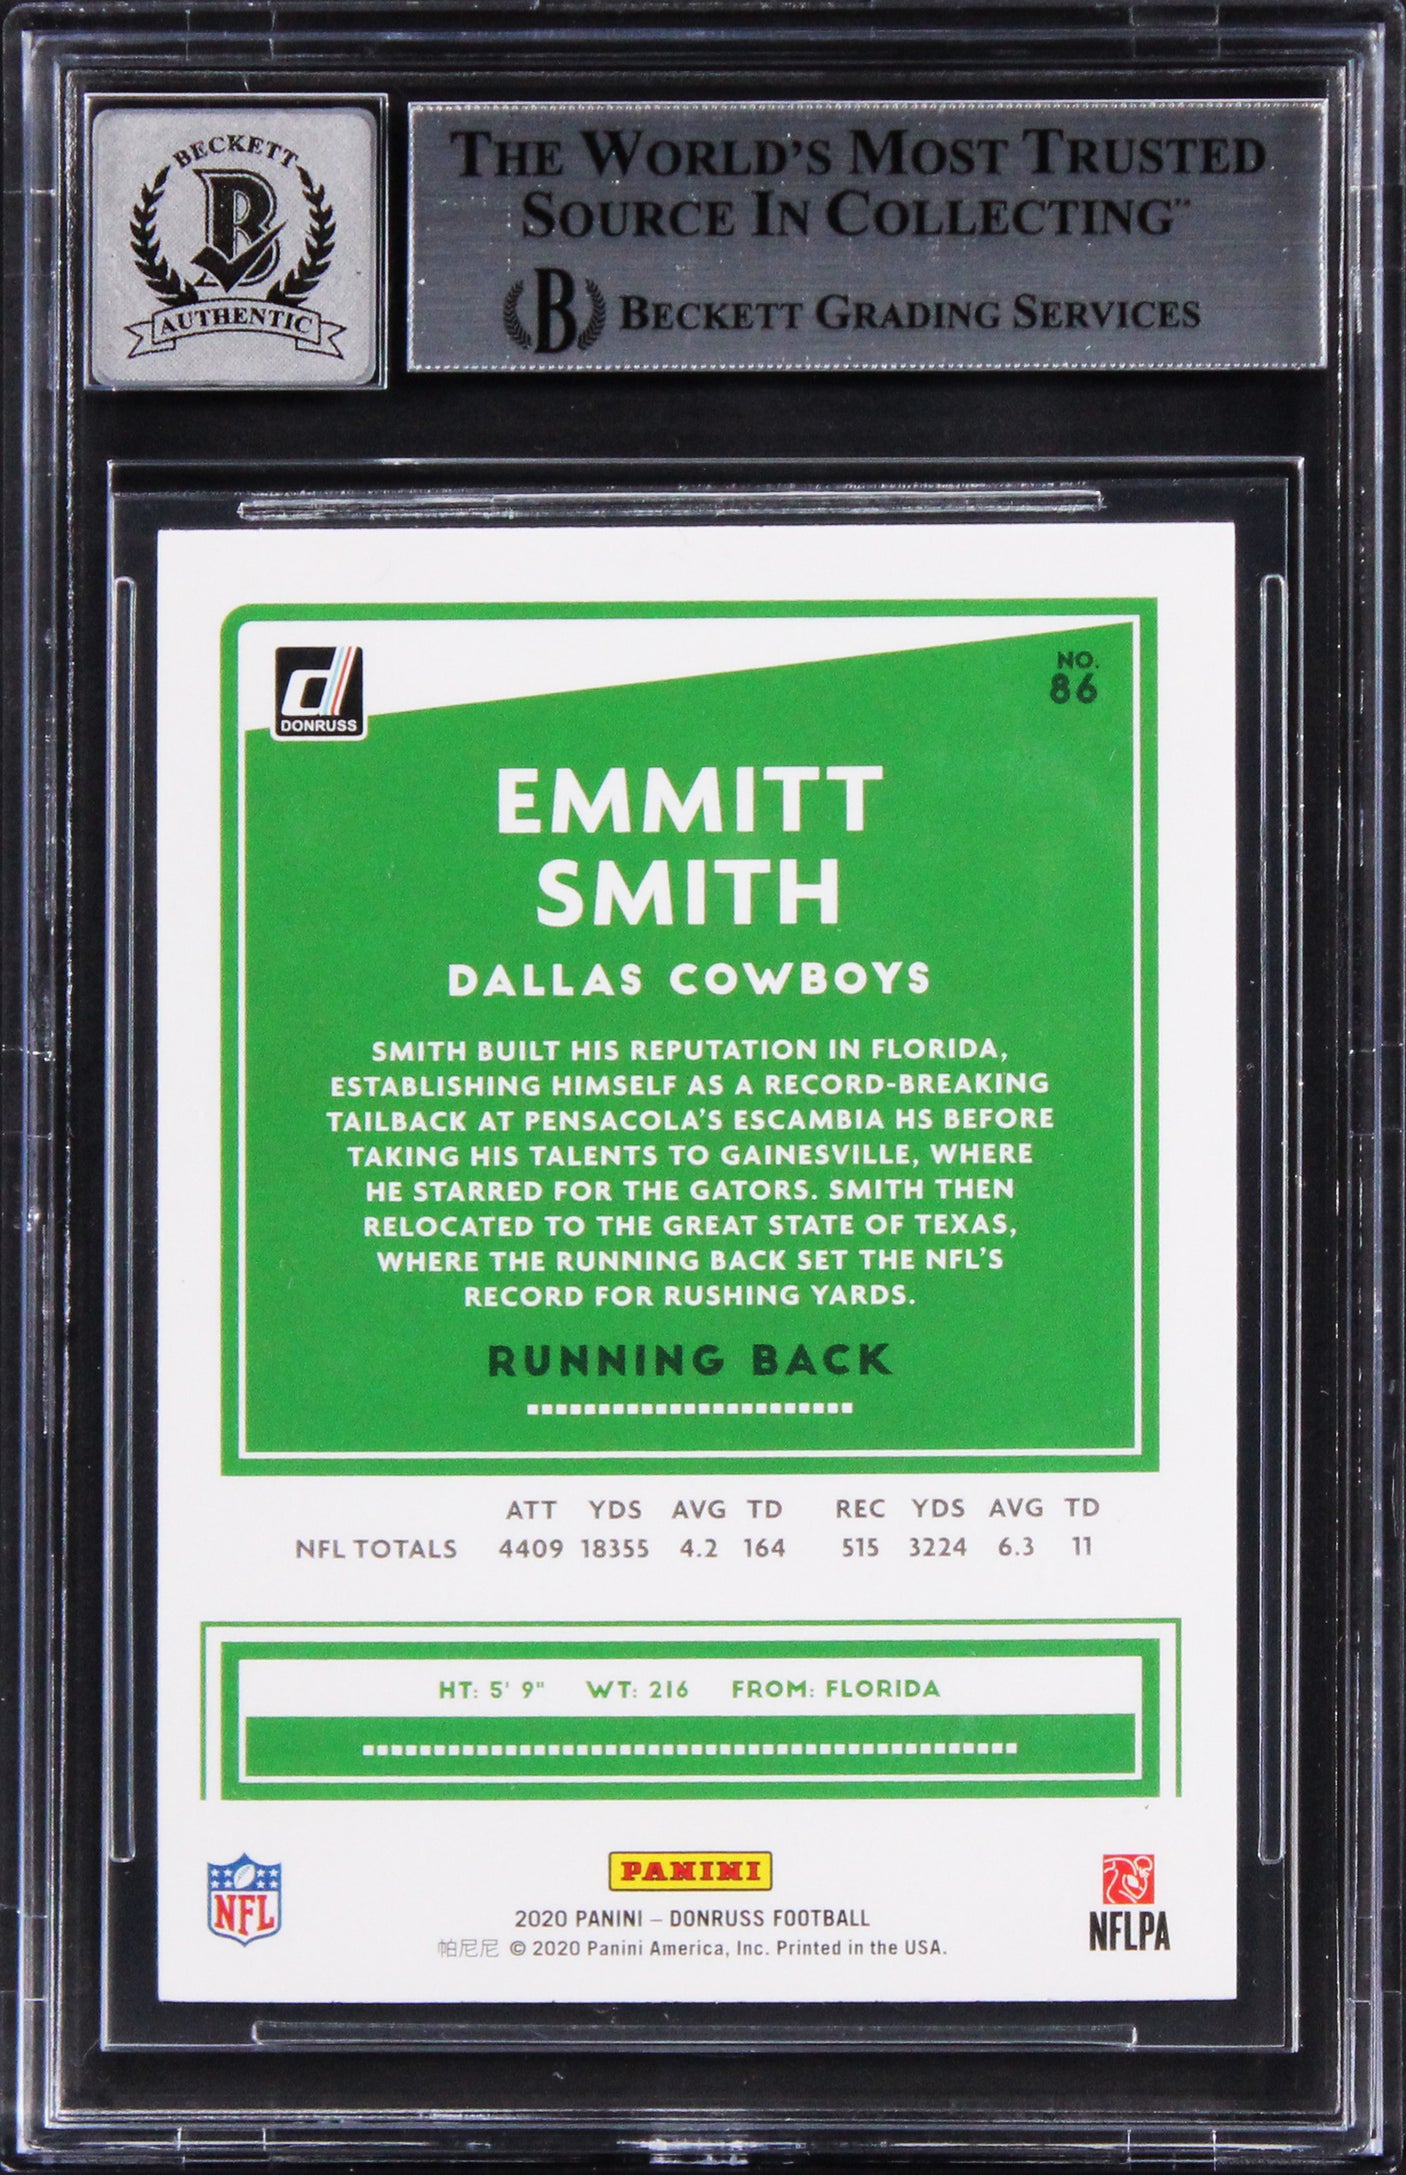 BECKETT
B
AUTHENTIC
THE WORLD'S MOST TRUSTED
SOURCE IN COLLECTING™
B BECKETT GRADING SERVICES
d
DONRUSS
NO.
86
EMMITT
SMITH
DALLAS COWBOYS
SMITH BUILT HIS REPUTATION IN FLORIDA,
ESTABLISHING HIMSELF AS A RECORD-BREAKING
TAILBACK AT PENSACOLA'S ESCAMBIA HS BEFORE
TAKING HIS TALENTS TO GAINESVILLE, WHERE
HE STARRED FOR THE GATORS. SMITH THEN
RELOCATED TO THE GREAT STATE OF TEXAS,
WHERE THE RUNNING BACK SET THE NFL'S
RECORD FOR RUSHING YARDS.
RUNNING BACK
ATT YDS AVG TD REC YDS AVG TD
NFL TOTALS 4409 18355 4.2 164 515 3224 6.3 11
HT: 5' 9" WT: 216 FROM: FLORIDA
NFL
PANINI
2020 PANINI – DONRUSS FOOTBALL
帕尼尼 © 2020 Panini America, Inc. Printed in the USA.
NFLPA